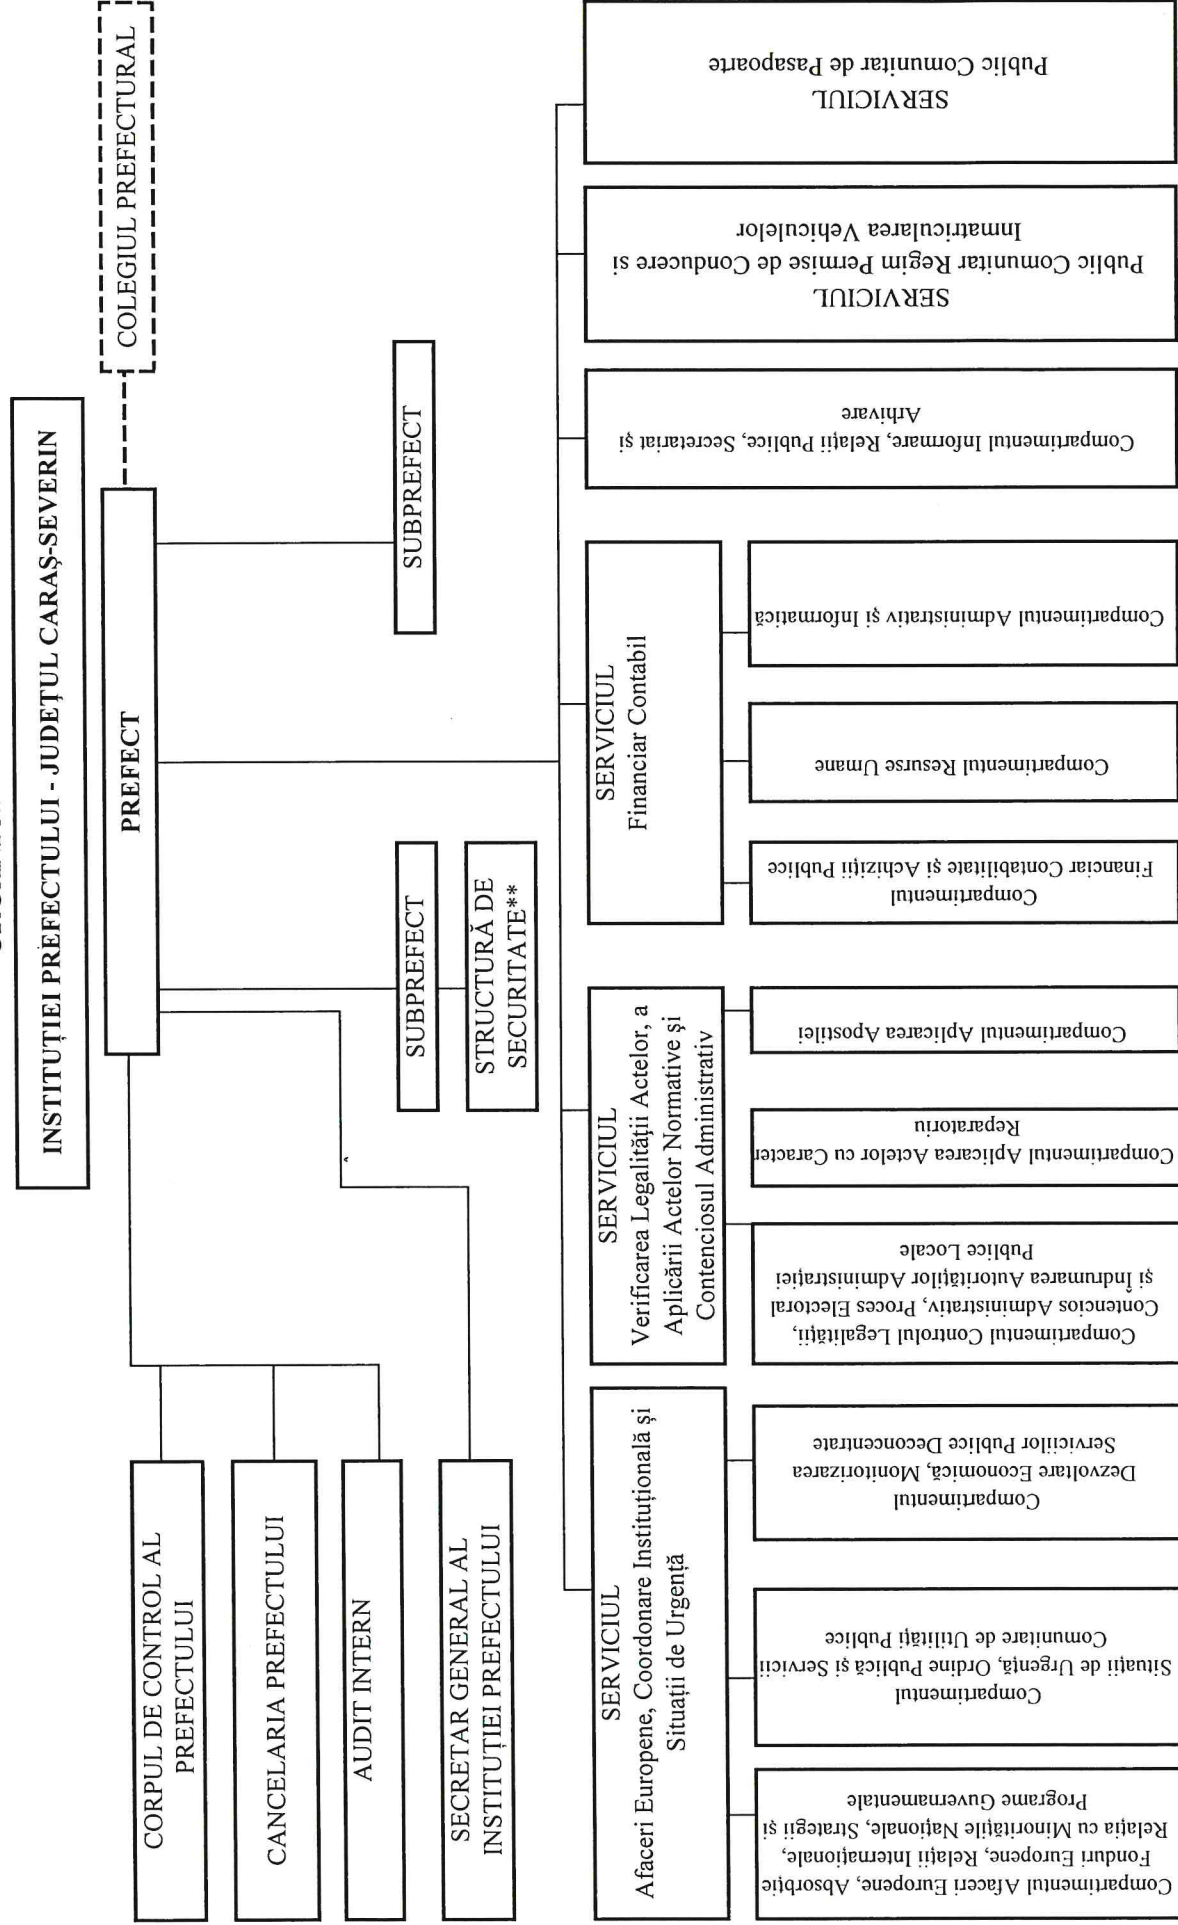 INSTITUȚIEI PREFECTULUI - JUDEȚUL CARAȘ-SEVERIN
PREFECT
COLEGIUL PREFECTURAL
CORPUL DE CONTROL AL
PREFECTULUI
CANCELARIA PREFECTULUI
AUDIT INTERN
SECRETAR GENERAL AL
INSTITUȚIEI PREFECTULUI
SUBPREFECT
STRUCTURĂ DE
SECURITATE**
SUBPREFECT
SERVICIUL
Afaceri Europene, Coordonare Instituțională și
Situații de Urgență
Compartimentul Afaceri Europene, Absorbție
Fonduri Europene, Relații Internaționale,
Relația cu Minoritățile Naționale, Strategii și
Programe Guvernamentale
Compartimentul
Situații de Urgență, Ordine Publică și Servicii
Comunitare de Utilități Publice
Compartimentul
Dezvoltare Economică, Monitorizarea
Serviciilor Publice Deconcentrate
SERVICIUL
Verificarea Legalității Actelor, a
Aplicării Actelor Normative și
Contenciosul Administrativ
Compartimentul Controlul Legalității,
Contencios Administrativ, Proces Electoral
și Îndrumarea Autorităților Administrației
Publice Locale
Compartimentul Aplicarea Actelor cu Caracter
Reparatoriu
Compartimentul Aplicarea Apostilei
SERVICIUL
Financiar Contabil
Compartimentul
Financiar Contabilitate și Achiziții Publice
Compartimentul Resurse Umane
Compartimentul Administrativ și Informatică
Compartimentul Informare, Relații Publice, Secretariat și
Arhivare
SERVICIUL
Public Comunitar Regim Permise de Conducere si
Inmatricularea Vehiculelor
SERVICIUL
Public Comunitar de Pasapoarte